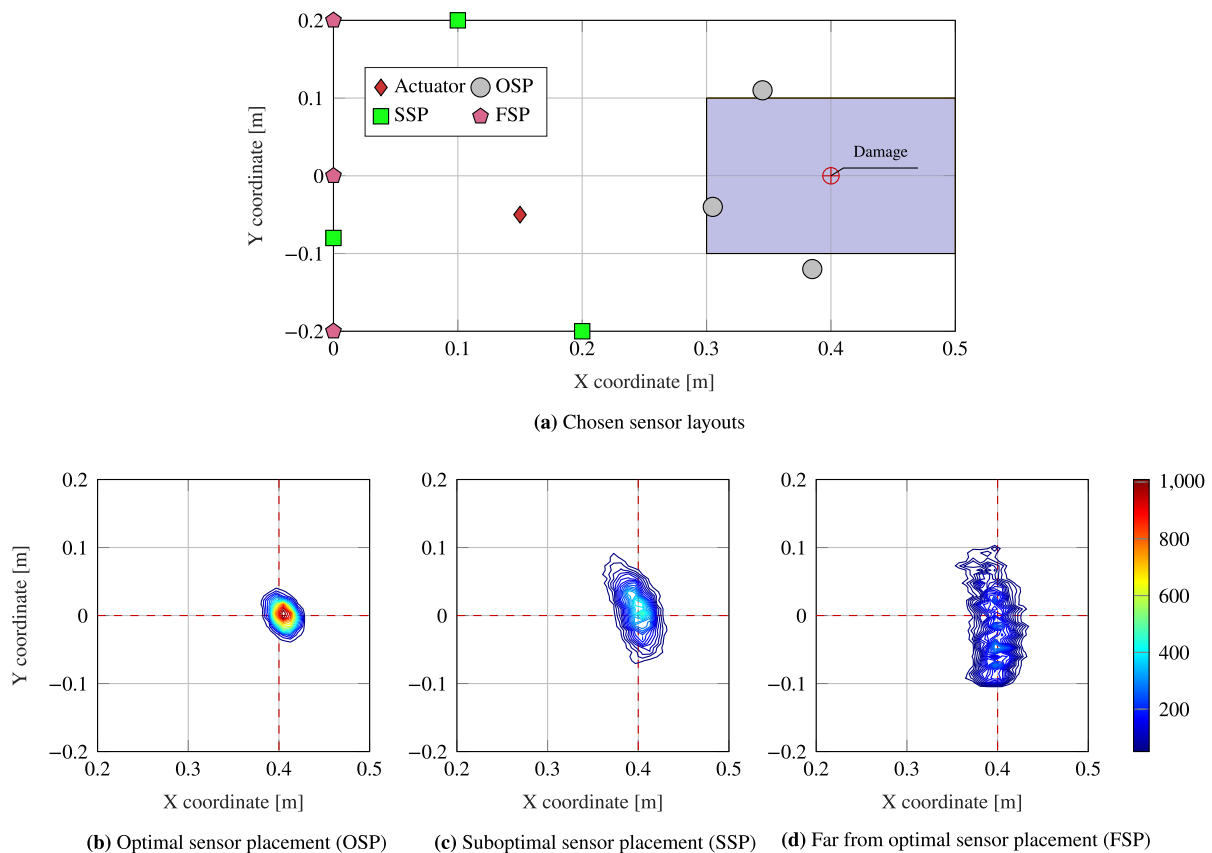 0.2
0.1
0
−0.1
−0.2
Y coordinate [m]
Actuator OSP
SSP FSP
Damage
0 0.1 0.2 0.3 0.4 0.5
X coordinate [m]
(a) Chosen sensor layouts
0.2
0.1
0
−0.1
−0.2
Y coordinate [m]
0.2 0.3 0.4 0.5
X coordinate [m]
(b) Optimal sensor placement (OSP)
0.2
0.1
0
−0.1
−0.2
0.2 0.3 0.4 0.5
X coordinate [m]
(c) Suboptimal sensor placement (SSP)
0.2
0.1
0
−0.1
−0.2
0.2 0.3 0.4 0.5
X coordinate [m]
(d) Far from optimal sensor placement (FSP)
1,000
800
600
400
200